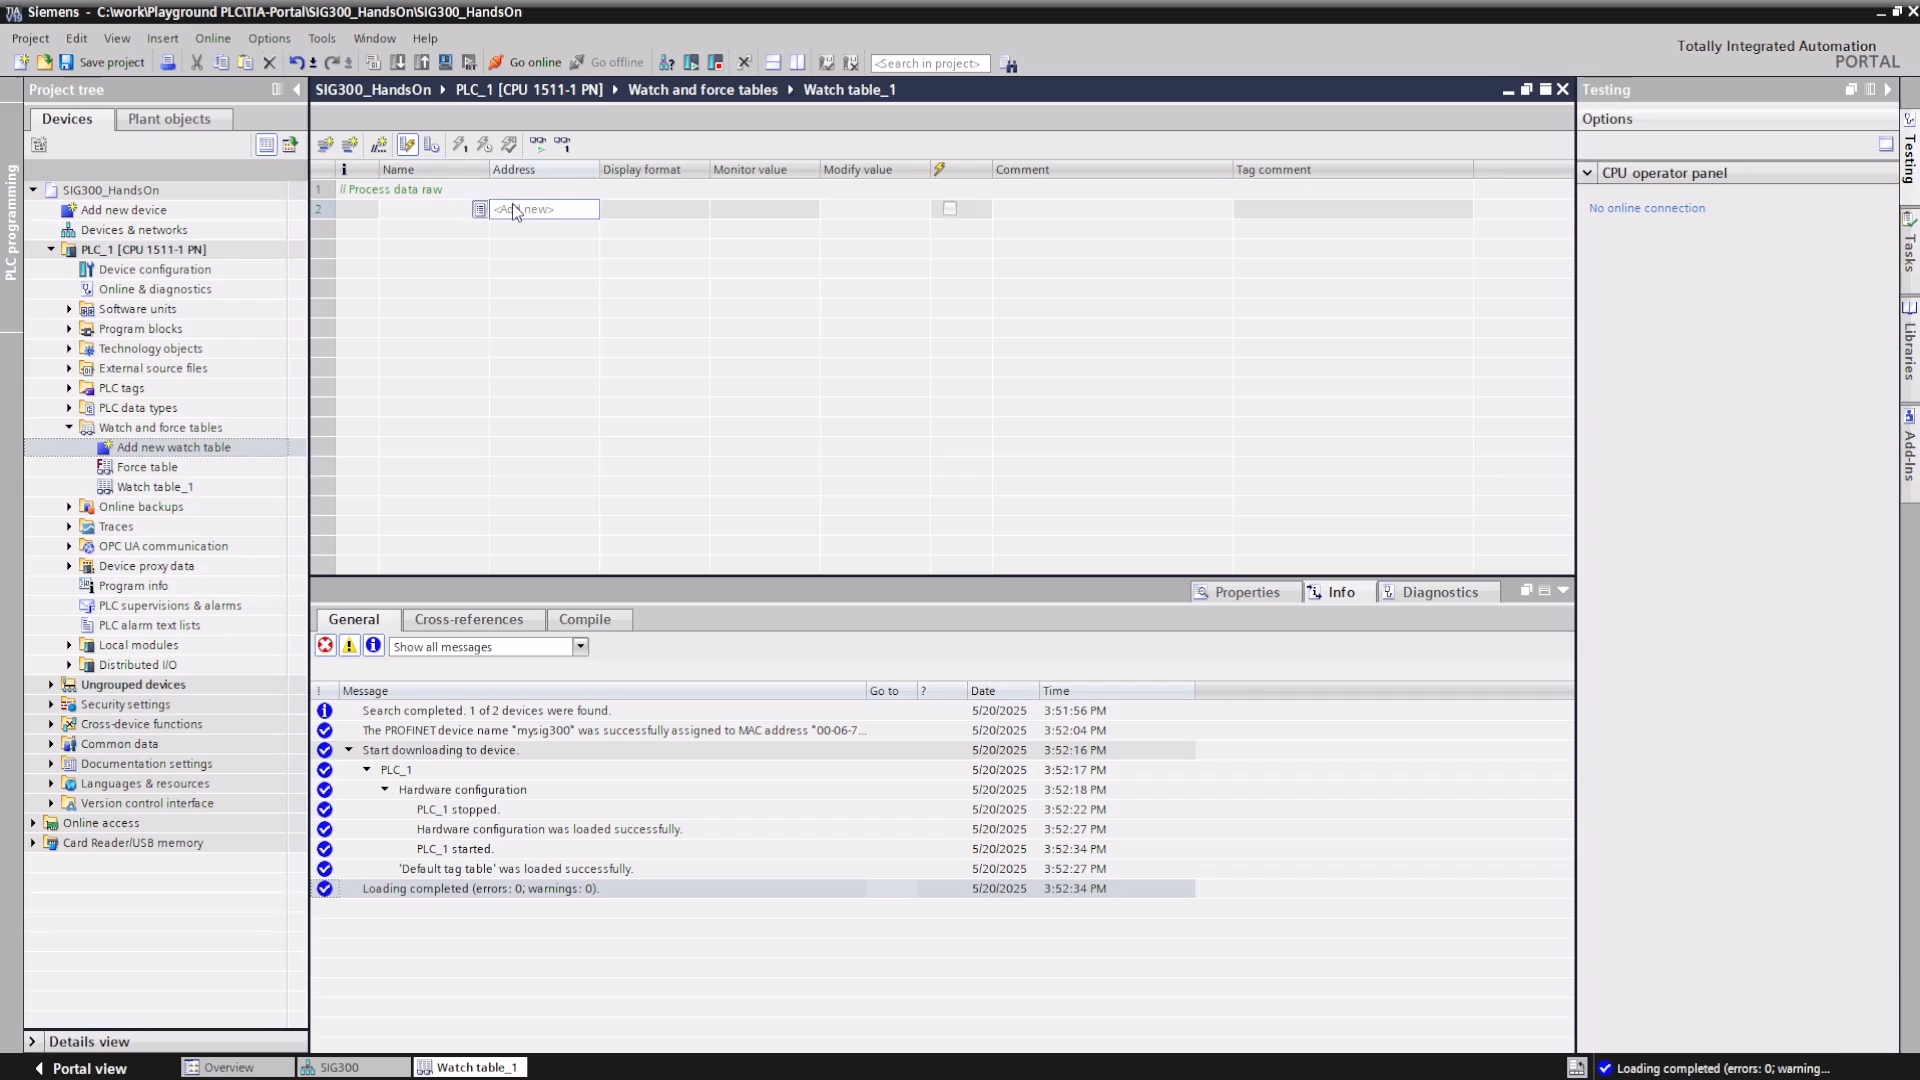 Siemens - C:\work\Playground PLC\TIA-Portal\SIG300_HandsOn\SIG300_HandsOn
Project Edit View Insert Online Options Tools Window Help
Totally Integrated Automation
PORTAL
Save project
Go online
Go offline
<Search in project>
Project tree
SIG300_HandsOn
PLC_1 [CPU 1511-1 PN]
Watch and force tables
Watch table_1
Testing
Devices
Plant objects
Options
PLC programming
i
Name
Address
Display format
Monitor value
Modify value
Comment
Tag comment
1
// Process data raw
2
<Add new>
CPU operator panel
No online connection
SIG300_HandsOn
Add new device
Devices & networks
PLC_1 [CPU 1511-1 PN]
Device configuration
Online & diagnostics
Software units
Program blocks
Technology objects
External source files
PLC tags
PLC data types
Watch and force tables
Add new watch table
Force table
Watch table_1
Online backups
Traces
OPC UA communication
Device proxy data
Program info
PLC supervisions & alarms
PLC alarm text lists
Local modules
Distributed I/O
Ungrouped devices
Security settings
Cross-device functions
Common data
Documentation settings
Languages & resources
Version control interface
Online access
Card Reader/USB memory
Details view
Properties
Info
Diagnostics
General
Cross-references
Compile
Show all messages
! Message Go to ? Date Time
Search completed. 1 of 2 devices were found. 5/20/2025 3:51:56 PM
The PROFINET device name "mysig300" was successfully assigned to MAC address "00-06-7... 5/20/2025 3:52:04 PM
Start downloading to device. 5/20/2025 3:52:16 PM
PLC_1 5/20/2025 3:52:17 PM
Hardware configuration 5/20/2025 3:52:18 PM
PLC_1 stopped. 5/20/2025 3:52:22 PM
Hardware configuration was loaded successfully. 5/20/2025 3:52:27 PM
PLC_1 started. 5/20/2025 3:52:34 PM
'Default tag table' was loaded successfully. 5/20/2025 3:52:27 PM
Loading completed (errors: 0; warnings: 0). 5/20/2025 3:52:34 PM
Testing
Tasks
Libraries
Add-Ins
Portal view
Overview
SIG300
Watch table_1
Loading completed (errors: 0; warning...